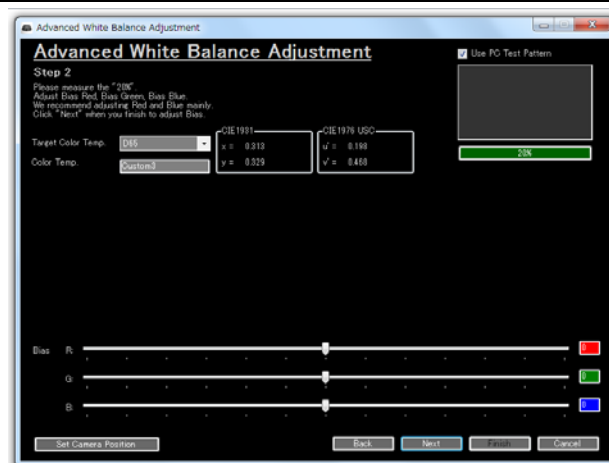 Advanced White Balance Adjustment
Advanced White Balance Adjustment
Use PC Test Pattern
Step 2
Please measure the "20%".
Adjust Bias Red, Bias Green, Bias Blue.
We recommend adjusting Red and Blue mainly.
Click "Next" when you finish to adjust Bias.
20%
Target Color Temp. D65
CIE1931
x = 0.313
y = 0.329
CIE1976 USC
u' = 0.198
v' = 0.468
Color Temp. Custom3
Bias R: 0
G: 0
B: 0
Set Camera Position Back Next Finish Cancel